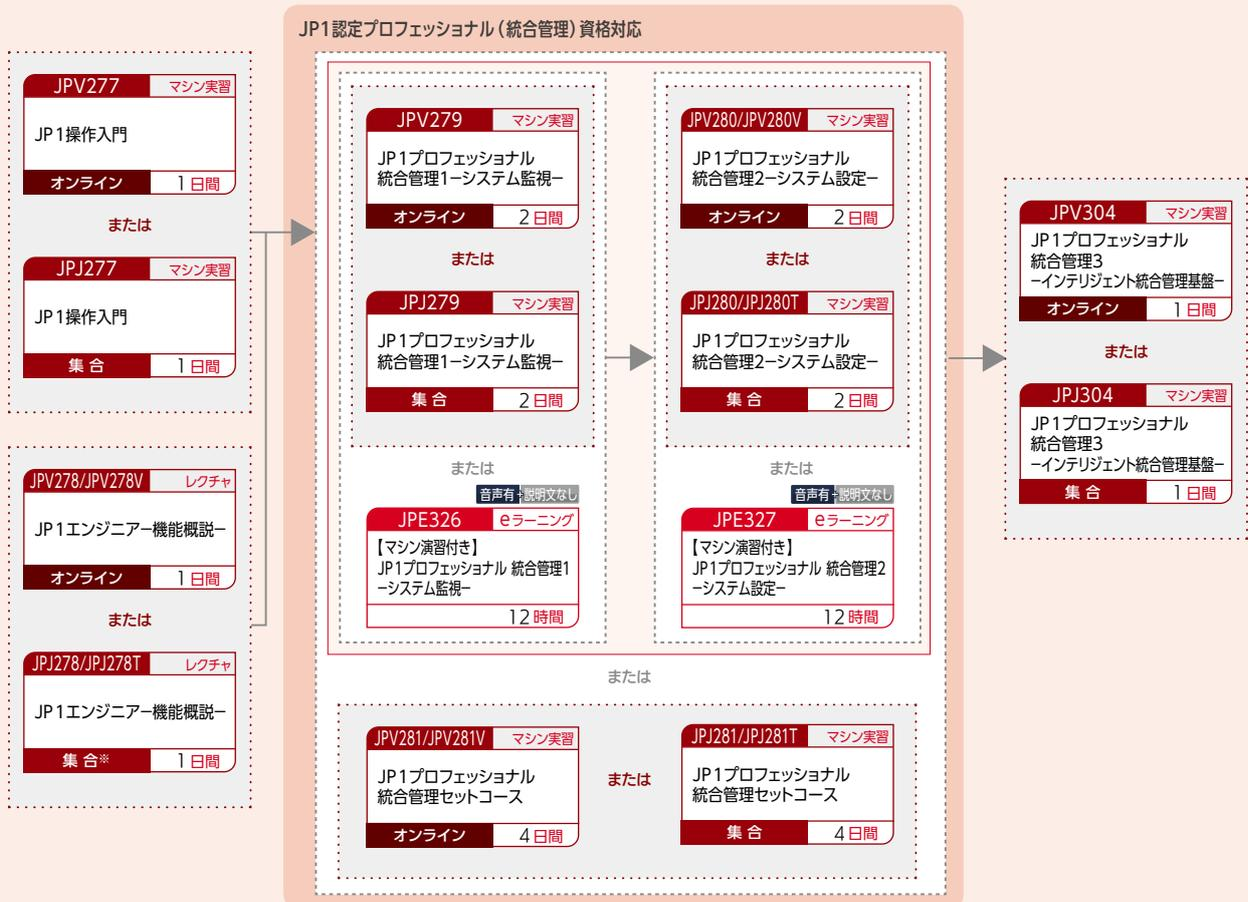 JP1認定プロフェッショナル（統合管理）資格対応
JPV277
マシン実習
JP1操作入門
オンライン
1日間
または
JPJ277
マシン実習
JP1操作入門
集合
1日間
JPV278/JPV278V
レクチャ
JP1エンジニアー機能概説ー
オンライン
1日間
または
JPJ278/JPJ278T
レクチャ
JP1エンジニアー機能概説ー
集合※
1日間
JPV279
マシン実習
JP1プロフェッショナル
統合管理1ーシステム監視ー
オンライン
2日間
または
JPJ279
マシン実習
JP1プロフェッショナル
統合管理1ーシステム監視ー
集合
2日間
または
音声有+説明文なし
JPE326
eラーニング
【マシン演習付き】
JP1プロフェッショナル 統合管理1
ーシステム監視ー
12時間
JPV280/JPV280V
マシン実習
JP1プロフェッショナル
統合管理2ーシステム設定ー
オンライン
2日間
または
JPJ280/JPJ280T
マシン実習
JP1プロフェッショナル
統合管理2ーシステム設定ー
集合
2日間
または
音声有+説明文なし
JPE327
eラーニング
【マシン演習付き】
JP1プロフェッショナル 統合管理2
ーシステム設定ー
12時間
または
JPV281/JPV281V
マシン実習
JP1プロフェッショナル
統合管理セットコース
オンライン
4日間
または
JPJ281/JPJ281T
マシン実習
JP1プロフェッショナル
統合管理セットコース
集合
4日間
JPV304
マシン実習
JP1プロフェッショナル
統合管理3
ーインテリジェント統合管理基盤ー
オンライン
1日間
または
JPJ304
マシン実習
JP1プロフェッショナル
統合管理3
ーインテリジェント統合管理基盤ー
集合
1日間